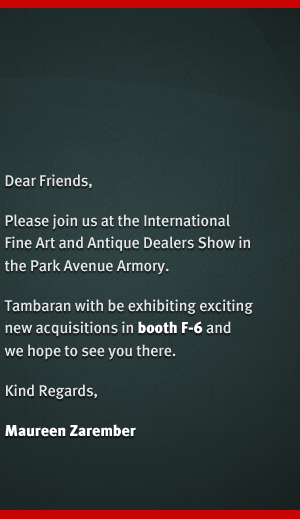 Dear Friends,
Please join us at the International
Fine Art and Antique Dealers Show in
the Park Avenue Armory.
Tambaran with be exhibiting exciting
new acquisitions in booth F-6 and
we hope to see you there.
Kind Regards,
Maureen Zarember